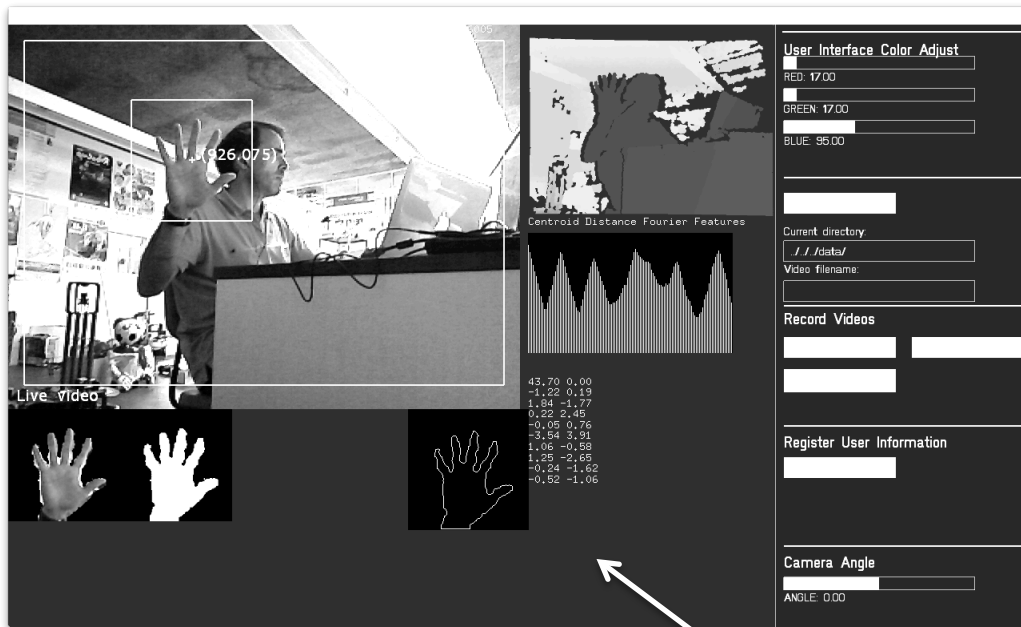 (926,075)
Live video
Centroid Distance Fourier Features
43.70 0.00
-1.22 0.19
1.84 -1.77
0.22 2.45
-0.05 0.76
-3.54 3.91
1.06 -0.58
1.25 -2.65
-0.24 -1.62
-0.52 -1.06
User Interface Color Adjust
RED: 17.00
GREEN: 17.00
BLUE: 95.00
Current directory:
../../../data/
Video filename:
Record Videos
Register User Information
Camera Angle
ANGLE: 0.00